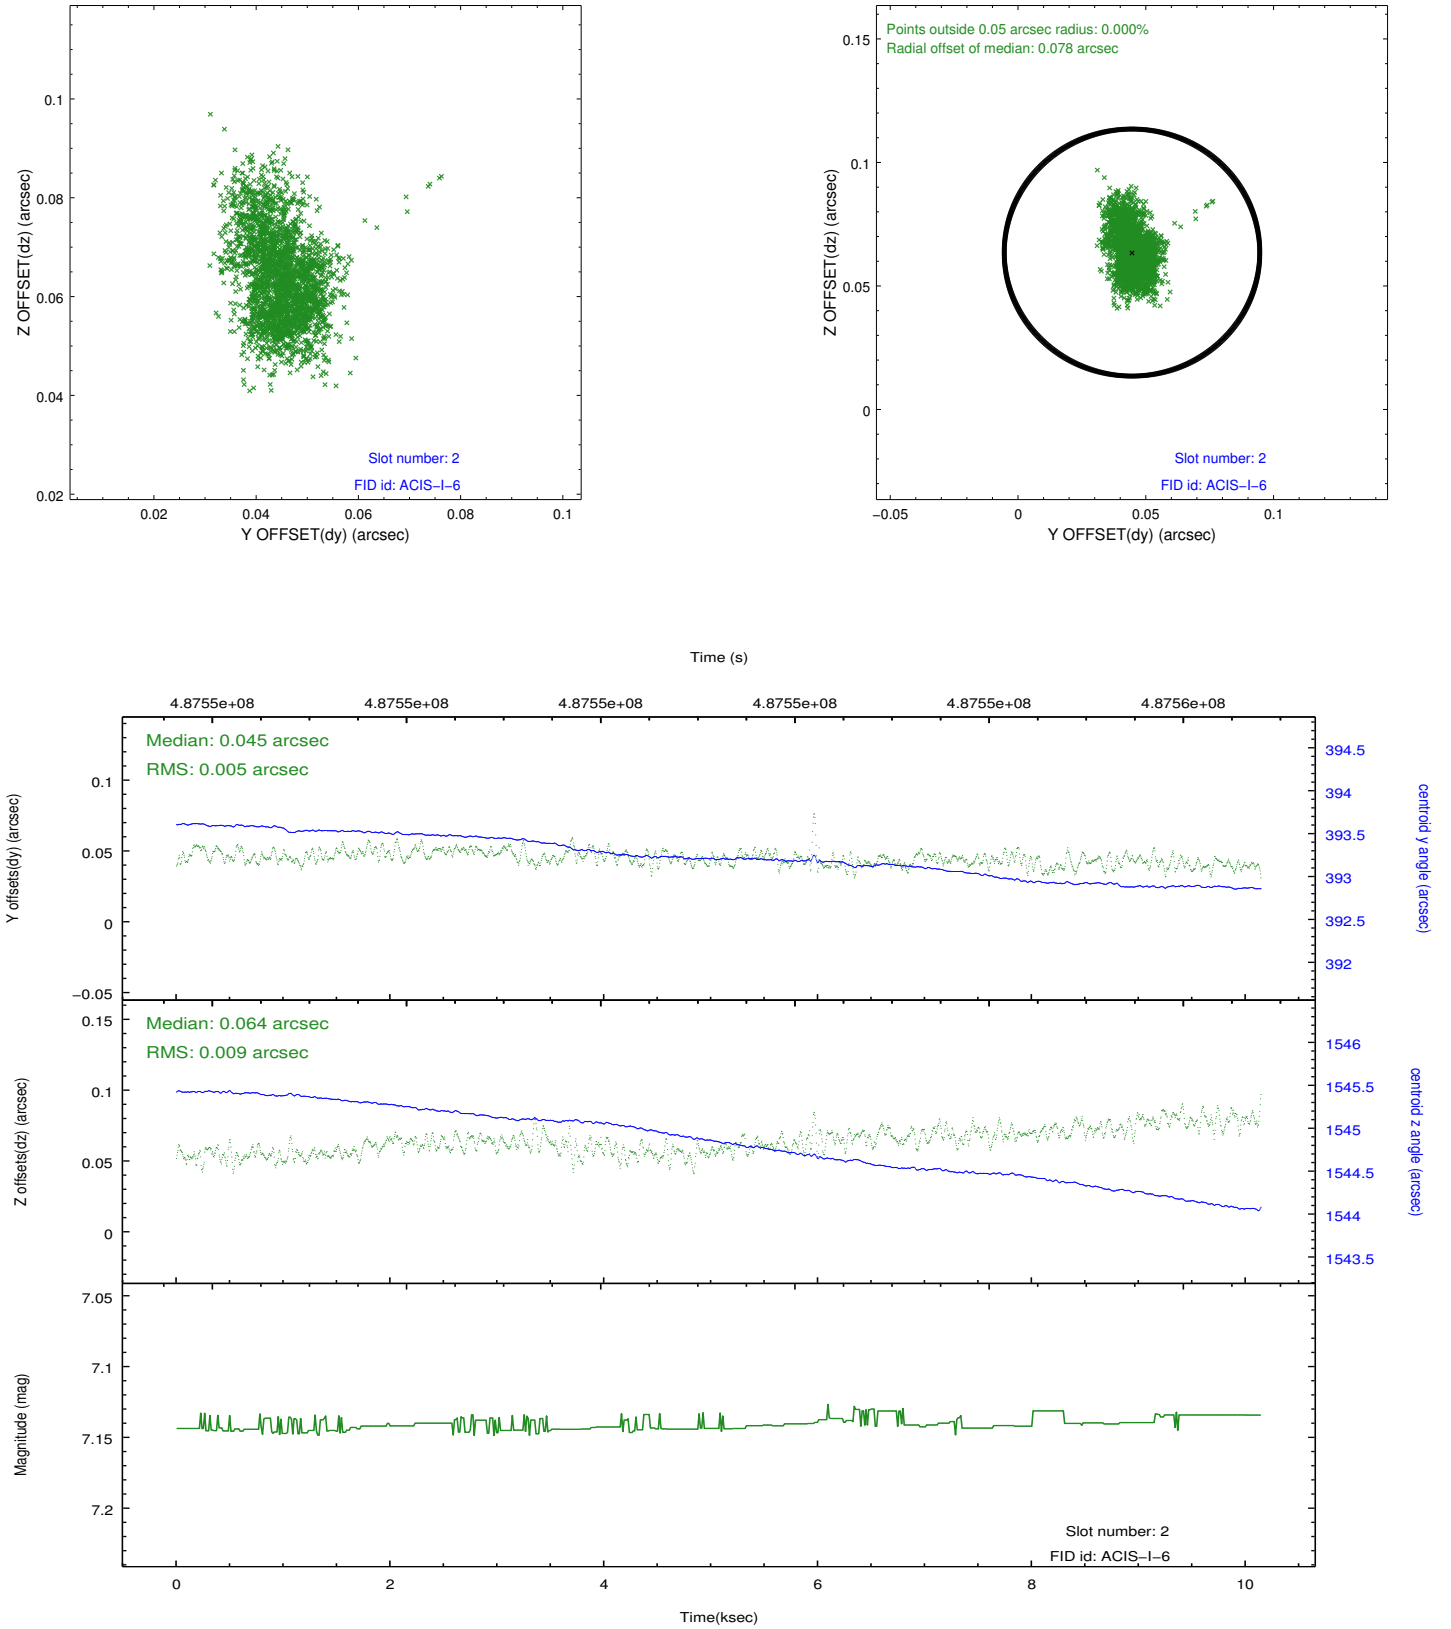 0.1
0.08
0.06
0.04
0.02
Z OFFSET(dz) (arcsec)
Slot number: 2
FID id: ACIS−I−6
0.02 0.04 0.06 0.08 0.1
Y OFFSET(dy) (arcsec)
Points outside 0.05 arcsec radius: 0.000%
Radial offset of median: 0.078 arcsec
0.15
0.1
0.05
0
Z OFFSET(dz) (arcsec)
Slot number: 2
FID id: ACIS−I−6
−0.05 0 0.05 0.1
Y OFFSET(dy) (arcsec)
Time (s)
4.8755e+08 4.8755e+08 4.8755e+08 4.8755e+08 4.8755e+08 4.8756e+08
Median: 0.045 arcsec
RMS: 0.005 arcsec
0.1
0.05
0
−0.05
Y offsets(dy) (arcsec)
394.5
394
393.5
393
392.5
392
centroid y angle (arcsec)
Median: 0.064 arcsec
RMS: 0.009 arcsec
0.15
0.1
0.05
0
Z offsets(dz) (arcsec)
1546
1545.5
1545
1544.5
1544
1543.5
centroid z angle (arcsec)
7.05
7.1
7.15
7.2
Magnitude (mag)
Slot number: 2
FID id: ACIS−I−6
0 2 4 6 8 10
Time(ksec)